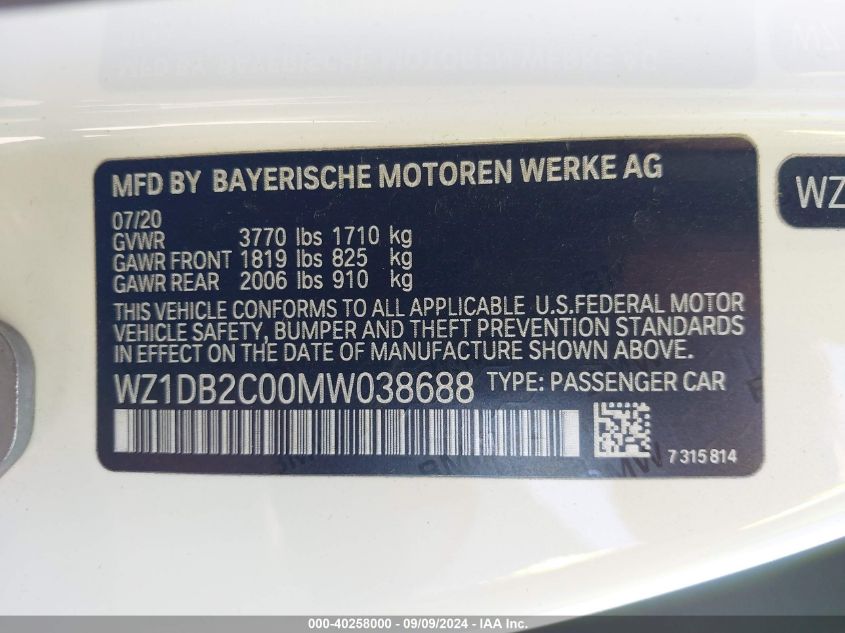 MFD BY BAYERISCHE MOTOREN WERKE AG
WZ
07/20
GVWR 3770 lbs 1710 kg
GAWR FRONT 1819 lbs 825 kg
GAWR REAR 2006 lbs 910 kg
THIS VEHICLE CONFORMS TO ALL APPLICABLE U.S.FEDERAL MOTOR
VEHICLE SAFETY, BUMPER AND THEFT PREVENTION STANDARDS
IN EFFECT ON THE DATE OF MANUFACTURE SHOWN ABOVE.
WZ1DB2C00MW038688 TYPE: PASSENGER CAR
7 315 814
000-40258000 - 09/09/2024 - IAA Inc.